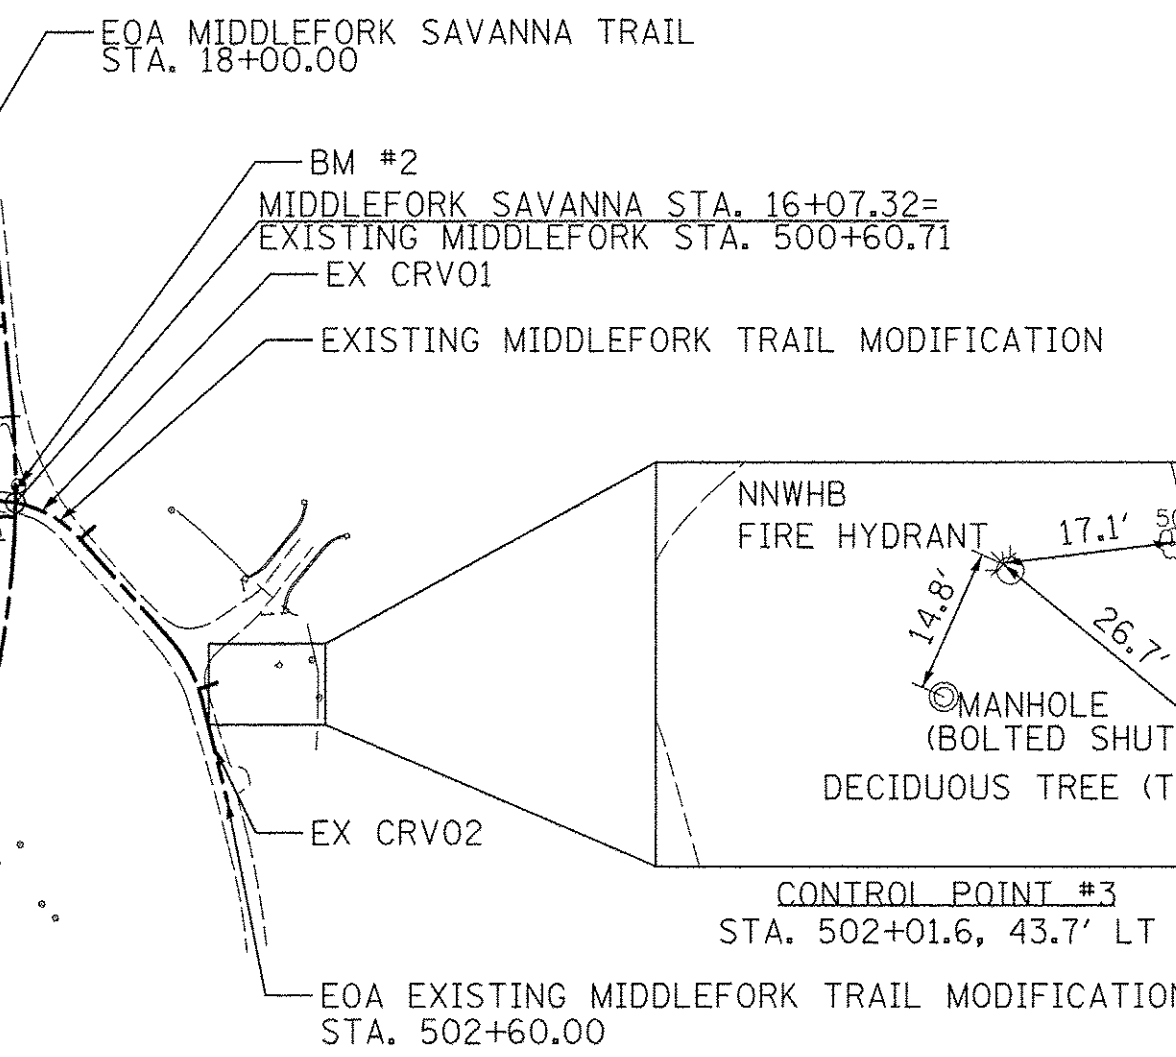 EOA MIDDLEFORK SAVANNA TRAIL
STA. 18+00.00
BM #2
MIDDLEFORK SAVANNA STA. 16+07.32=
EXISTING MIDDLEFORK STA. 500+60.71
EX CRV01
EXISTING MIDDLEFORK TRAIL MODIFICATION
NNWHB
FIRE HYDRANT
17.1'
14.8'
26.7'
MANHOLE
(BOLTED SHUT
DECIDUOUS TREE (T
EX CRV02
CONTROL POINT #3
STA. 502+01.6, 43.7' LT
EOA EXISTING MIDDLEFORK TRAIL MODIFICATION
STA. 502+60.00